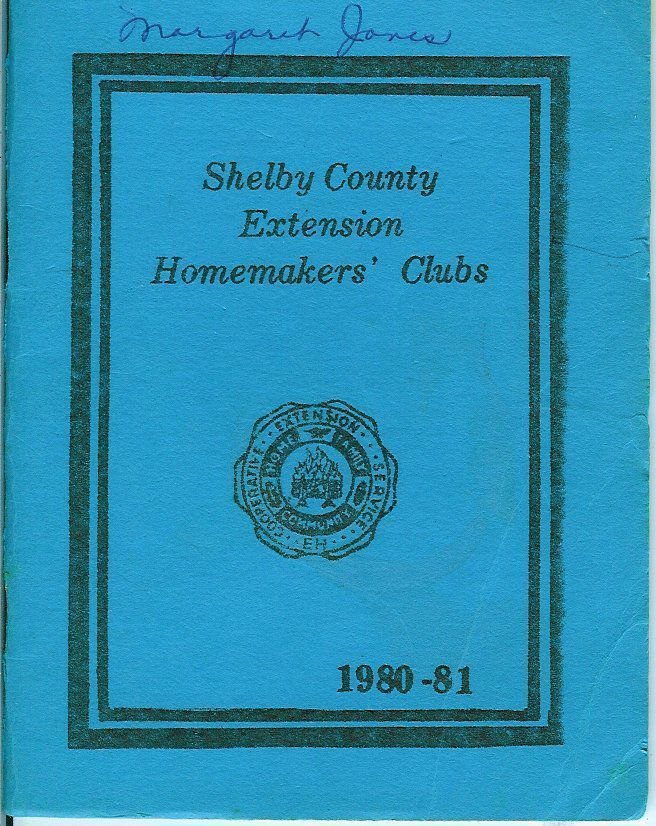 Margaret Jones
Shelby County
Extension
Homemakers' Clubs
COOPERATIVE · EXTENSION · SERVICE
HOME FAMILY
COMMUNITY
EH
1980-81